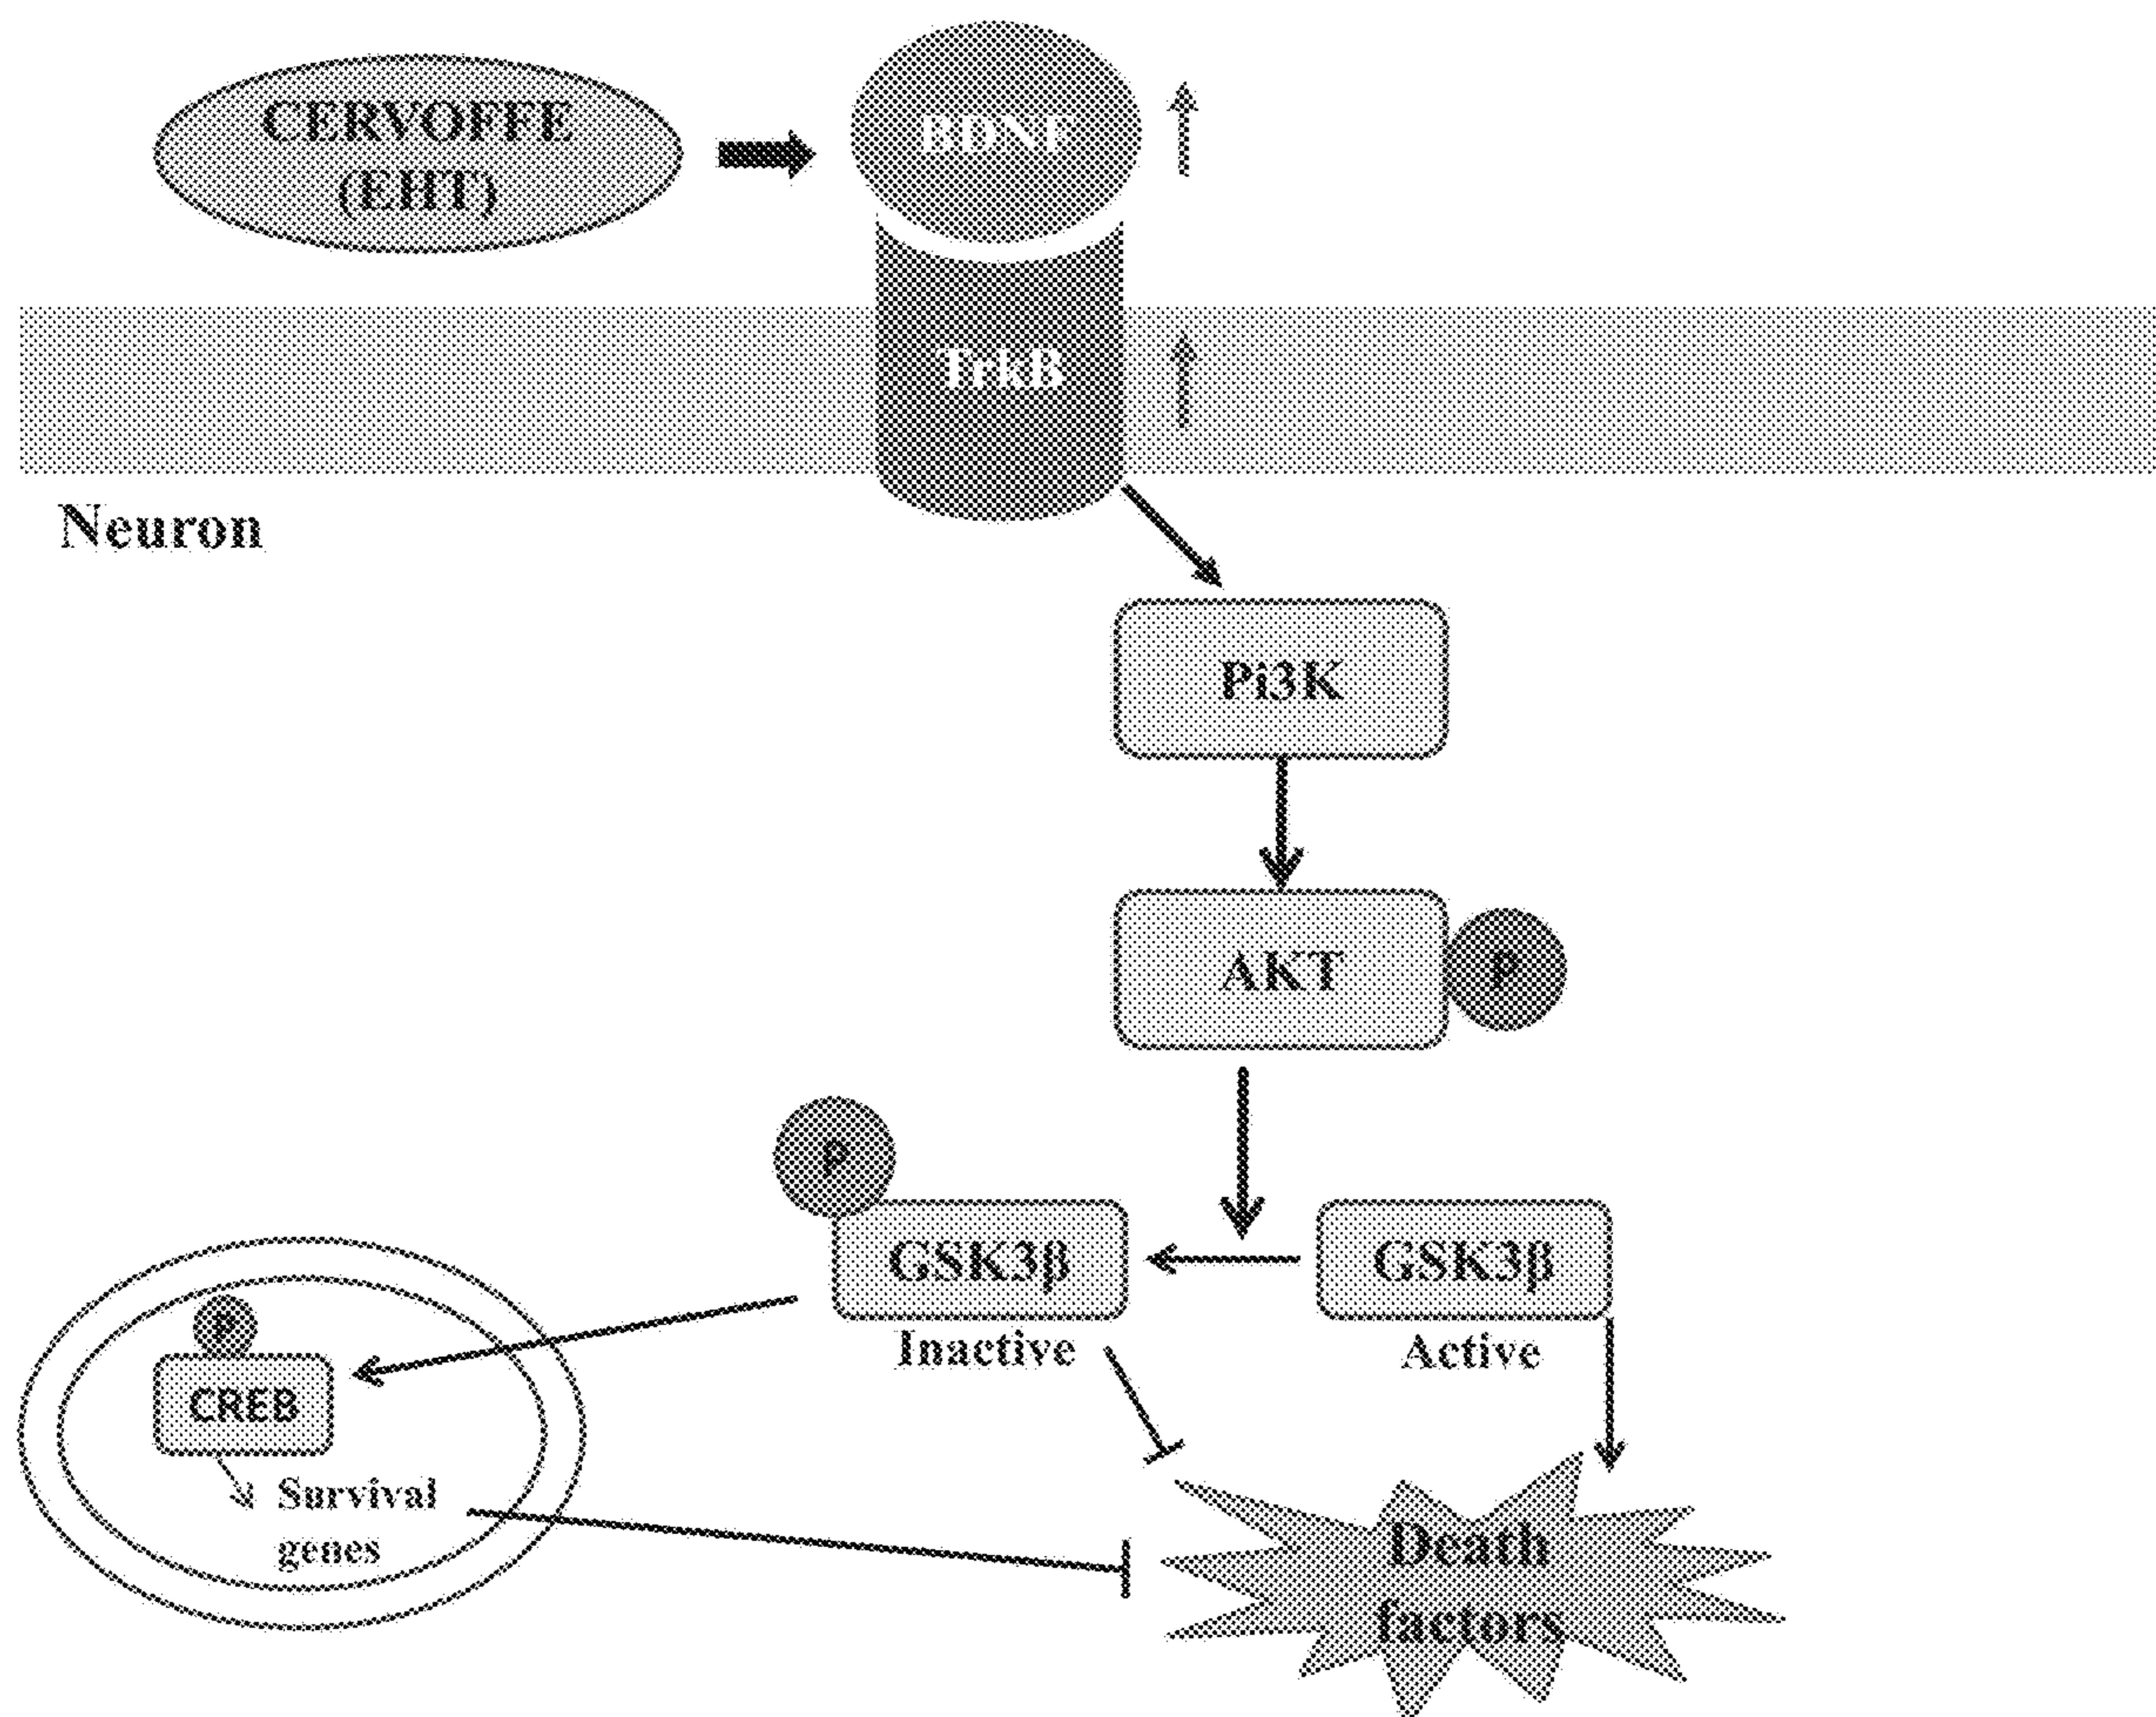 CERVOFFE
(EHT)
BDNF
TrkB
Neuron
Pi3K
AKT
P
P
GSK3β
GSK3β
Inactive
Active
P
CREB
Survival
genes
Death
factors